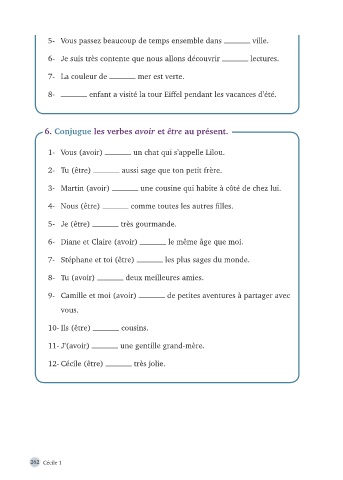 5- Vous passez beaucoup de temps ensemble dans ______ ville.
6- Je suis très contente que nous allons découvrir ______ lectures.
7- La couleur de ______ mer est verte.
8- ______ enfant a visité la tour Eiffel pendant les vacances d'été.
6. Conjugue les verbes avoir et être au présent.
1- Vous (avoir) ______ un chat qui s'appelle Lilou.
2- Tu (être) ______ aussi sage que ton petit frère.
3- Martin (avoir) ______ une cousine qui habite à côté de chez lui.
4- Nous (être) ______ comme toutes les autres filles.
5- Je (être) ______ très gourmande.
6- Diane et Claire (avoir) ______ le même âge que moi.
7- Stéphane et toi (être) ______ les plus sages du monde.
8- Tu (avoir) ______ deux meilleures amies.
9- Camille et moi (avoir) ______ de petites aventures à partager avec
vous.
10- Ils (être) ______ cousins.
11- J'(avoir) ______ une gentille grand-mère.
12- Cécile (être) ______ très jolie.
242 Cécile 1